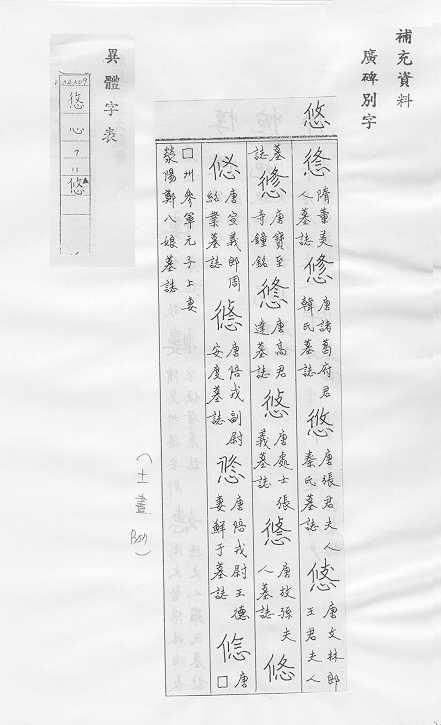 補充資料
廣碑別字
悠
悠 隋董美人墓誌 悠 唐諸葛府君韓氏墓誌 悠 唐張君夫人秦氏墓誌 悠 唐文林郎王君夫人
墓誌 悠 唐寶室寺鐘銘 悠 唐高君達墓誌 悠 唐處士張義墓誌 悠 唐故孫夫人墓誌 悠
唐宣義郎周紹業墓誌 悠 唐陪戎副尉安度墓誌 悠 唐陪戎尉王德妻鮮于墓誌 悠 唐□
□州參軍元子上妻滎陽鄭八娘墓誌
(十一畫 B01)
異體字表
悠
心
7
11
悠